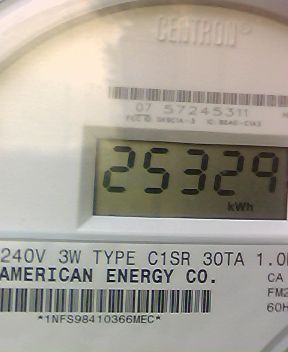 CENTRON®
07 57245311
25329
kWh
240V 3W TYPE C1SR 30TA 1.0
AMERICAN ENERGY CO.
CA
FM2
60H
*1NFS98410366MEC*